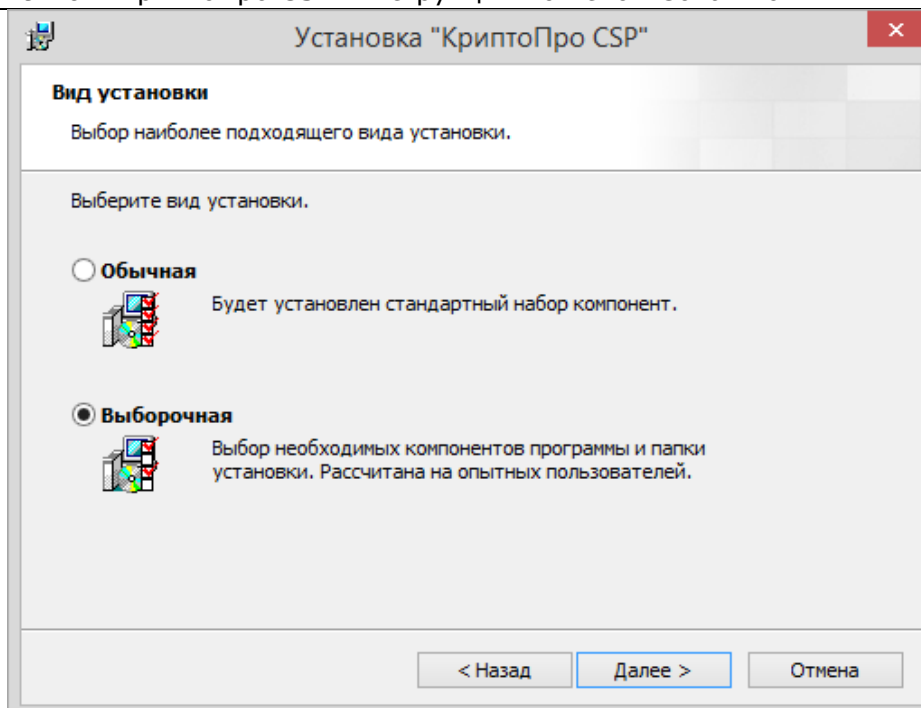 Установка "КриптоПро CSP"
Вид установки
Выбор наиболее подходящего вида установки.
Выберите вид установки.
Обычная
Будет установлен стандартный набор компонент.
Выборочная
Выбор необходимых компонентов программы и папки
установки. Рассчитана на опытных пользователей.
< Назад
Далее >
Отмена